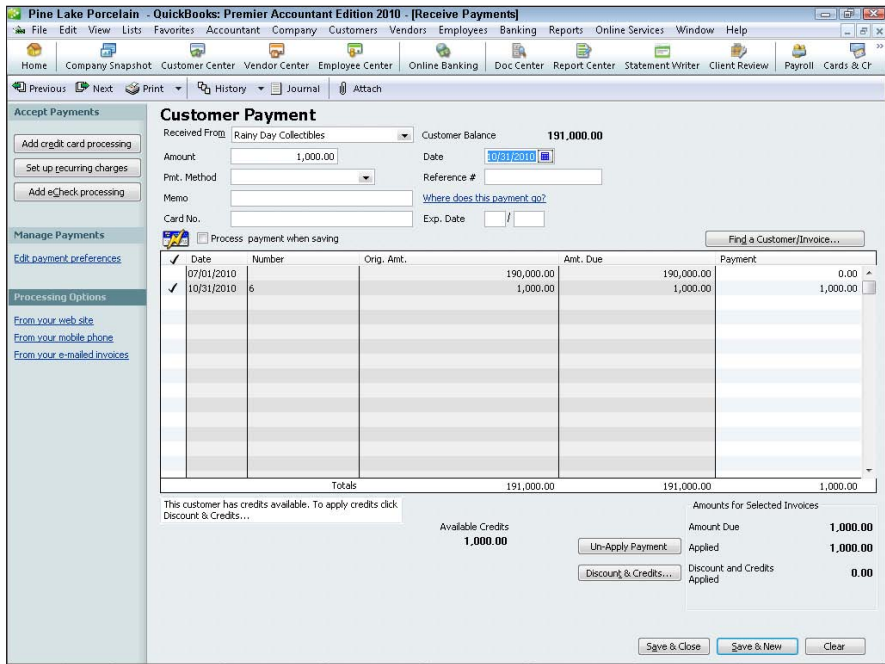 Pine Lake Porcelain - QuickBooks: Premier Accountant Edition 2010 - [Receive Payments]
File Edit View Lists Favorites Accountant Company Customers Vendors Employees Banking Reports Online Services Window Help
Home Company Snapshot Customer Center Vendor Center Employee Center Online Banking Doc Center Report Center Statement Writer Client Review Payroll Cards & Ch
Previous Next Print History Journal Attach
Accept Payments
Add credit card processing
Set up recurring charges
Add eCheck processing
Manage Payments
Edit payment preferences
Processing Options
From your web site
From your mobile phone
From your e-mailed invoices
Customer Payment
Received From Rainy Day Collectibles Customer Balance 191,000.00
Amount 1,000.00 Date 10/31/2010
Pmt. Method Reference #
Memo Where does this payment go?
Card No. Exp. Date /
Process payment when saving Find a Customer/Invoice...
✓ Date Number Orig. Amt. Amt. Due Payment
07/01/2010 190,000.00 190,000.00 0.00
✓ 10/31/2010 6 1,000.00 1,000.00 1,000.00
Totals 191,000.00 191,000.00 1,000.00
This customer has credits available. To apply credits click
Discount & Credits...
Available Credits
1,000.00
Un-Apply Payment
Discount & Credits...
Amounts for Selected Invoices
Amount Due 1,000.00
Applied 1,000.00
Discount and Credits
Applied 0.00
Save & Close Save & New Clear